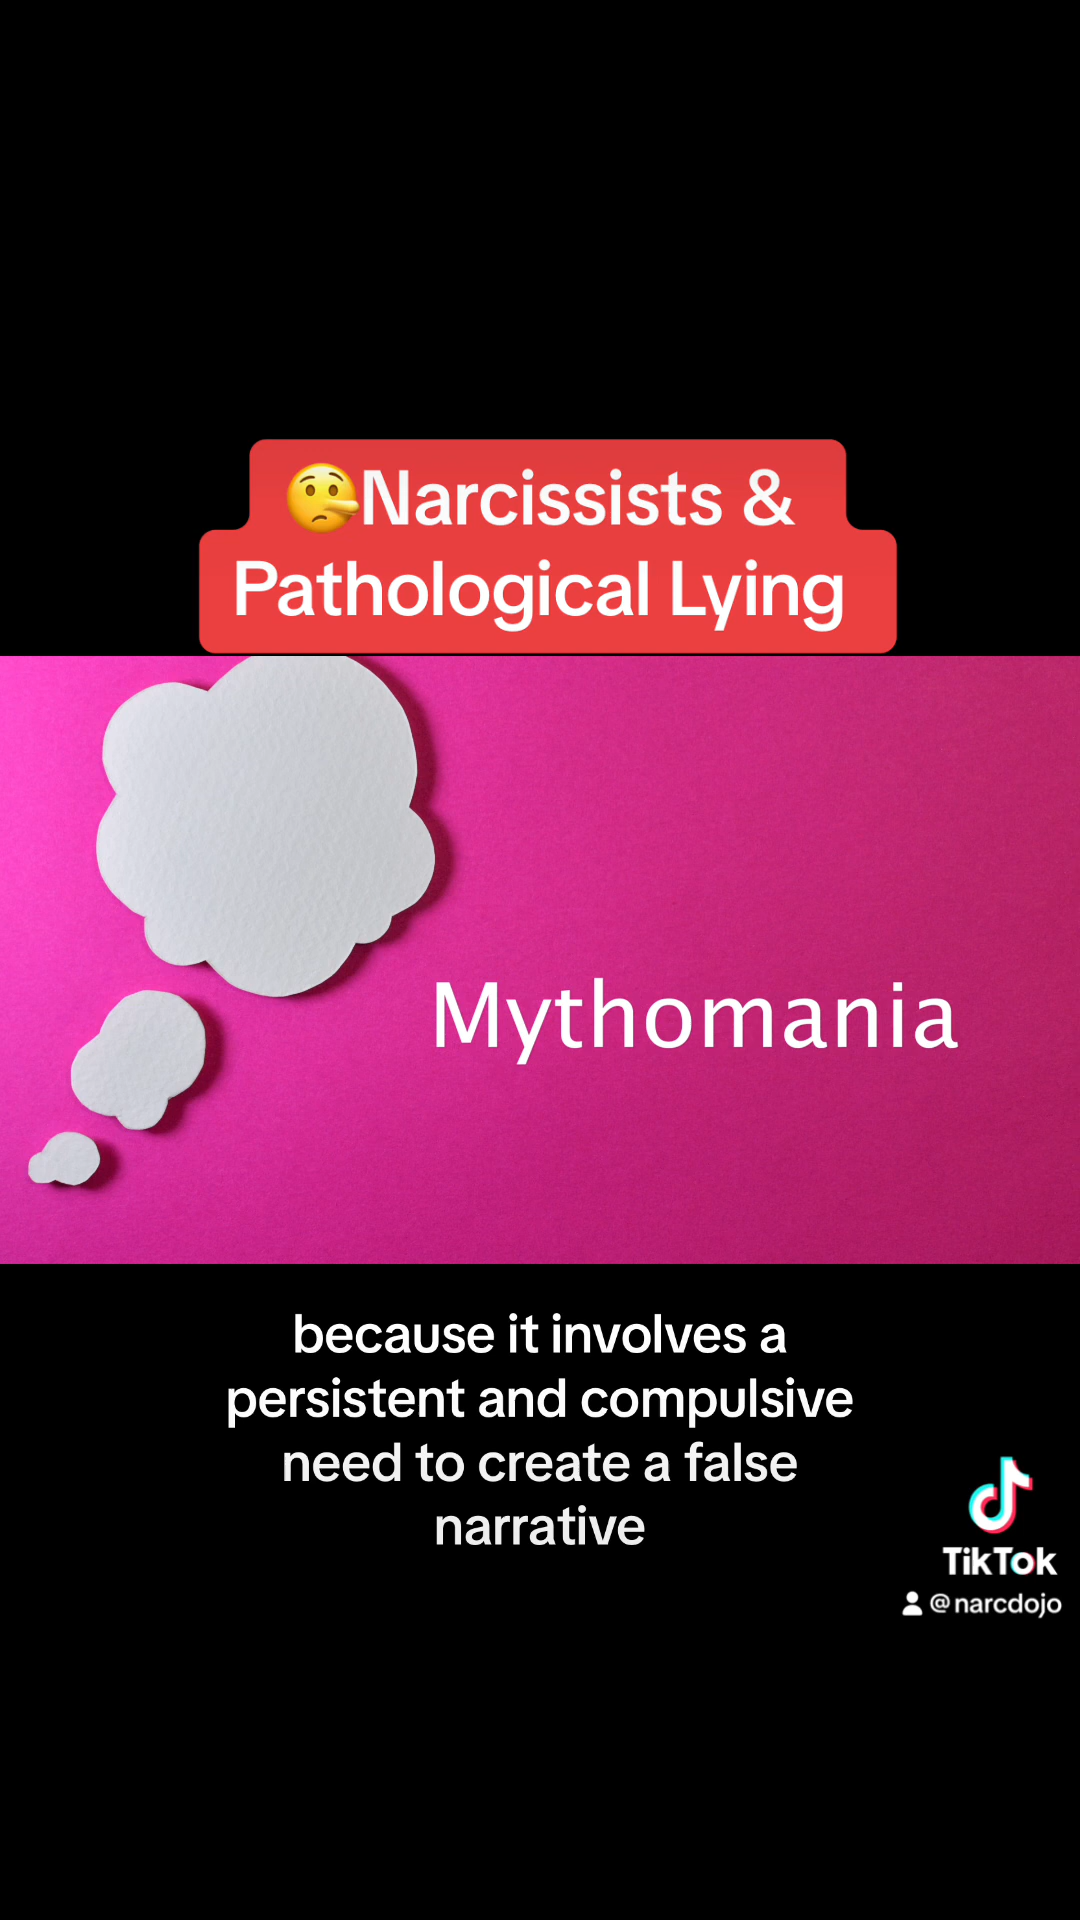 🤥Narcissists &
Pathological Lying
Mythomania
because it involves a
persistent and compulsive
need to create a false
narrative
TikTok
@narcdojo